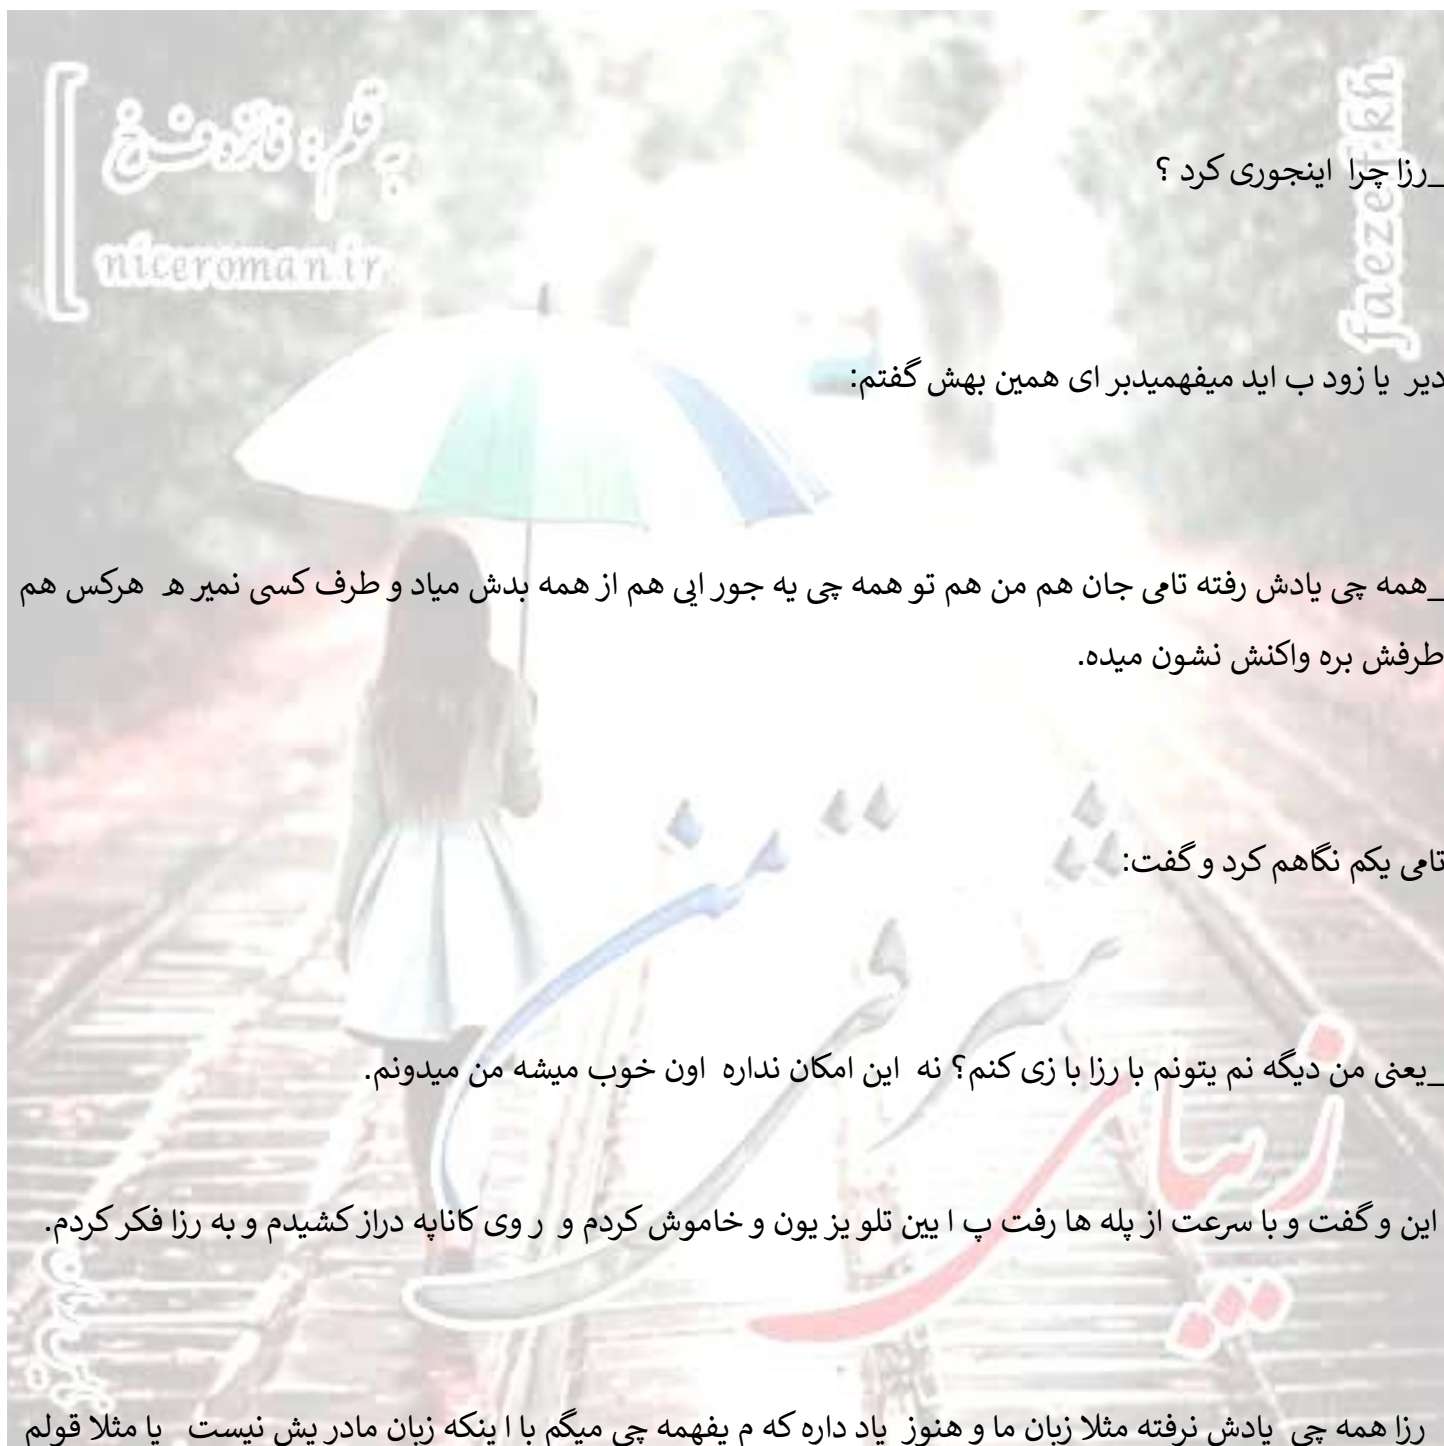 به قلم: فائزه فرخ
niceroman.ir
faezefkh
_رزا چرا اینجوری کرد ؟
دیر یا زود ب اید میفهمیدبر ای همین بهش گفتم:
_همه چی یادش رفته تامی جان هم من هم تو همه چی یه جور ایی هم از همه بدش میاد و طرف کسی نمیر ه هرکس هم
طرفش بره واکنش نشون میده.
تامی یکم نگاهم کرد و گفت:
_یعنی من دیگه نم یتونم با رزا با زی کنم؟ نه این امکان نداره اون خوب میشه من میدونم.
این و گفت و با سرعت از پله ها رفت پ ا یین تلو یز یون و خاموش کردم و ر وی کاناپه دراز کشیدم و به رزا فکر کردم.
زیبای شرقی من
رزا همه چی یادش نرفته مثلا زبان ما و هنوز یاد داره که م یفهمه چی میگم با ا ینکه زبان مادر یش نیست یا مثلا قولم